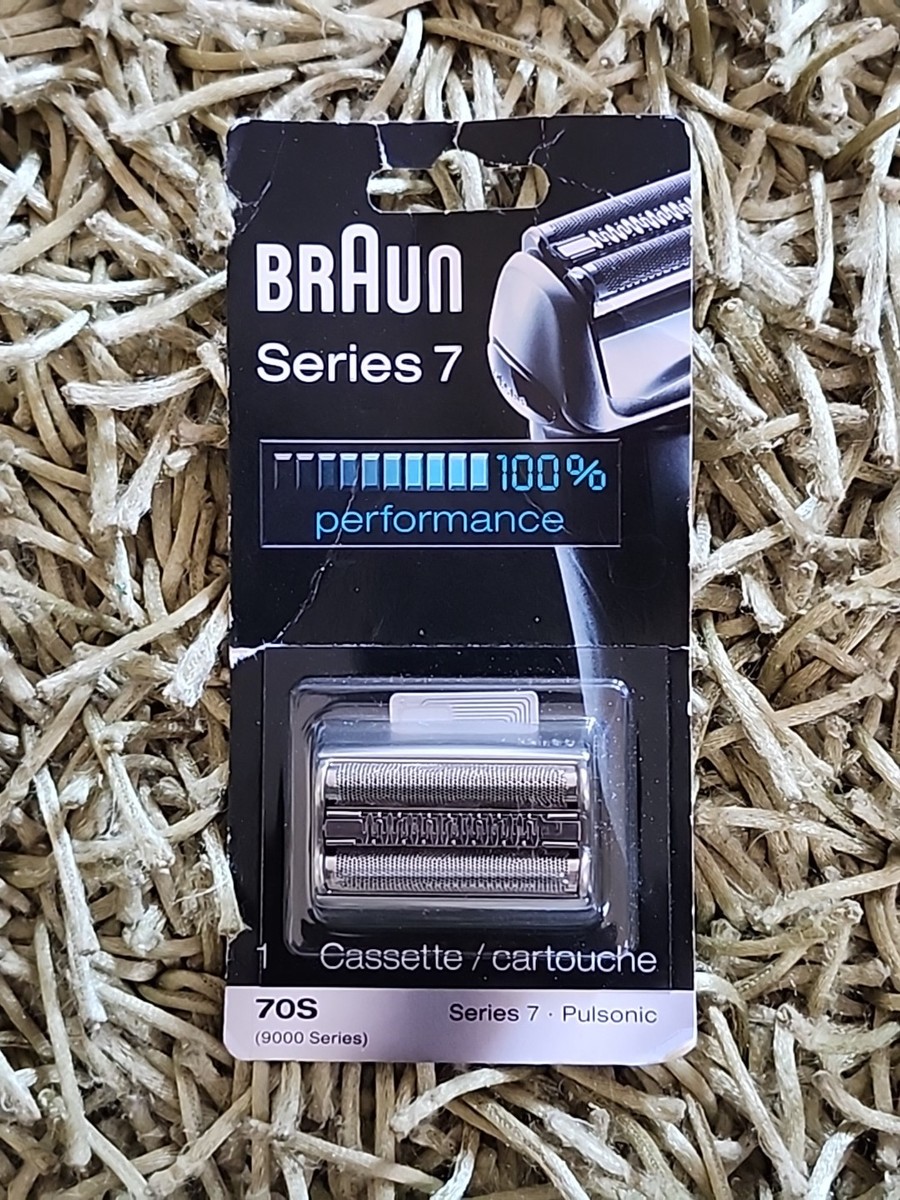 BRAUN
Series 7
100%
performance
1 Cassette / cartouche
70S
Series 7 · Pulsonic
(9000 Series)